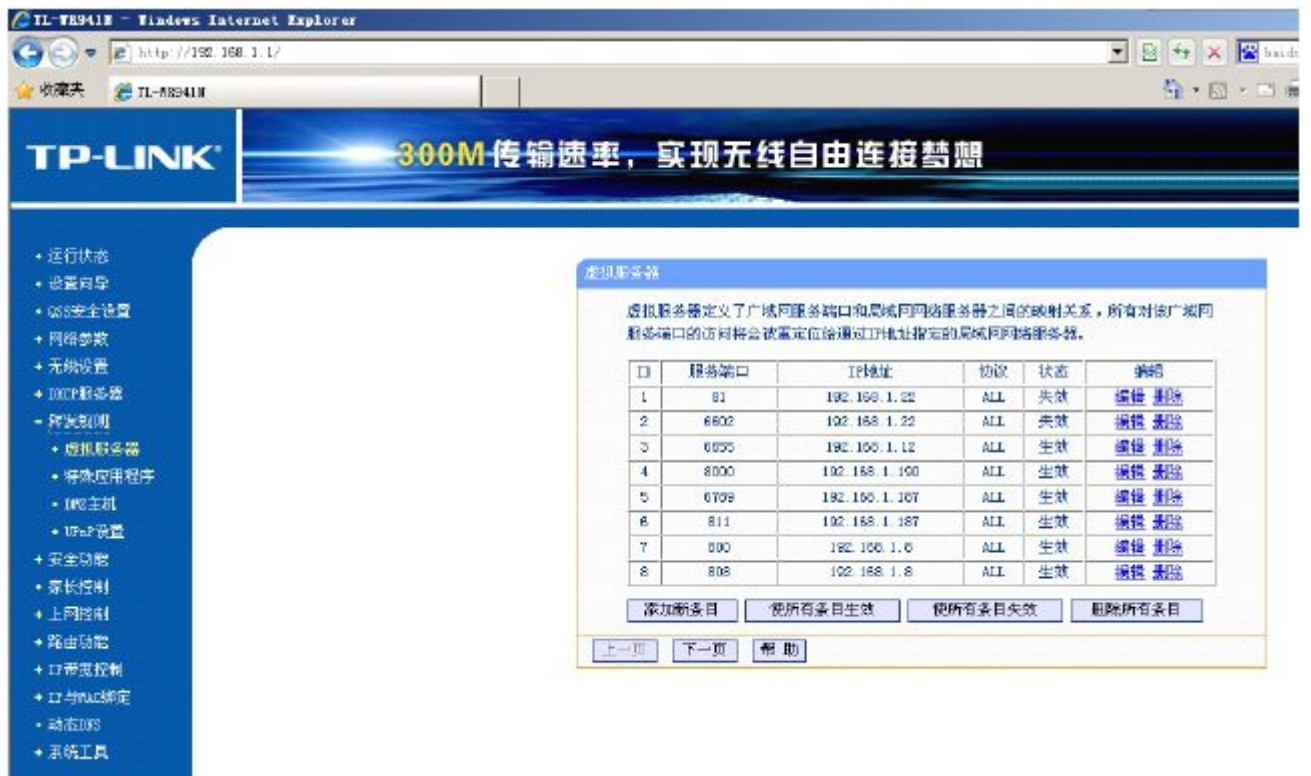 TL-WR941N - Windows Internet Explorer
http://192.168.1.1/
收藏夹
TL-WR941N
TP-LINK
300M传输速率，实现无线自由连接梦想
运行状态
设置向导
QSS安全设置
网络参数
无线设置
DHCP服务器
转发规则
虚拟服务器
特殊应用程序
DMZ主机
UPnP设置
安全功能
家长控制
上网控制
路由功能
IP带宽控制
IP与MAC绑定
动态DNS
系统工具
虚拟服务器
虚拟服务器定义了广域网服务端口和局域网网络服务器之间的映射关系，所有对该广域网
服务端口的访问将会被重定位给通过IP地址指定的局域网网络服务器。
ID 服务端口 IP地址 协议 状态 编辑
1 81 192.168.1.22 ALL 失效 编辑 删除
2 6602 192.168.1.22 ALL 失效 编辑 删除
3 192.168.1.12 ALL 生效 编辑 删除
4 8000 192.168.1.190 ALL 生效 编辑 删除
5 192.168.1.187 ALL 生效 编辑 删除
6 811 192.168.1.187 ALL 生效 编辑 删除
7 ALL 生效 编辑 删除
8 808 192.168.1.8 ALL 生效 编辑 删除
添加新条目 使所有条目生效 使所有条目失效 删除所有条目
上一页 下一页 帮 助